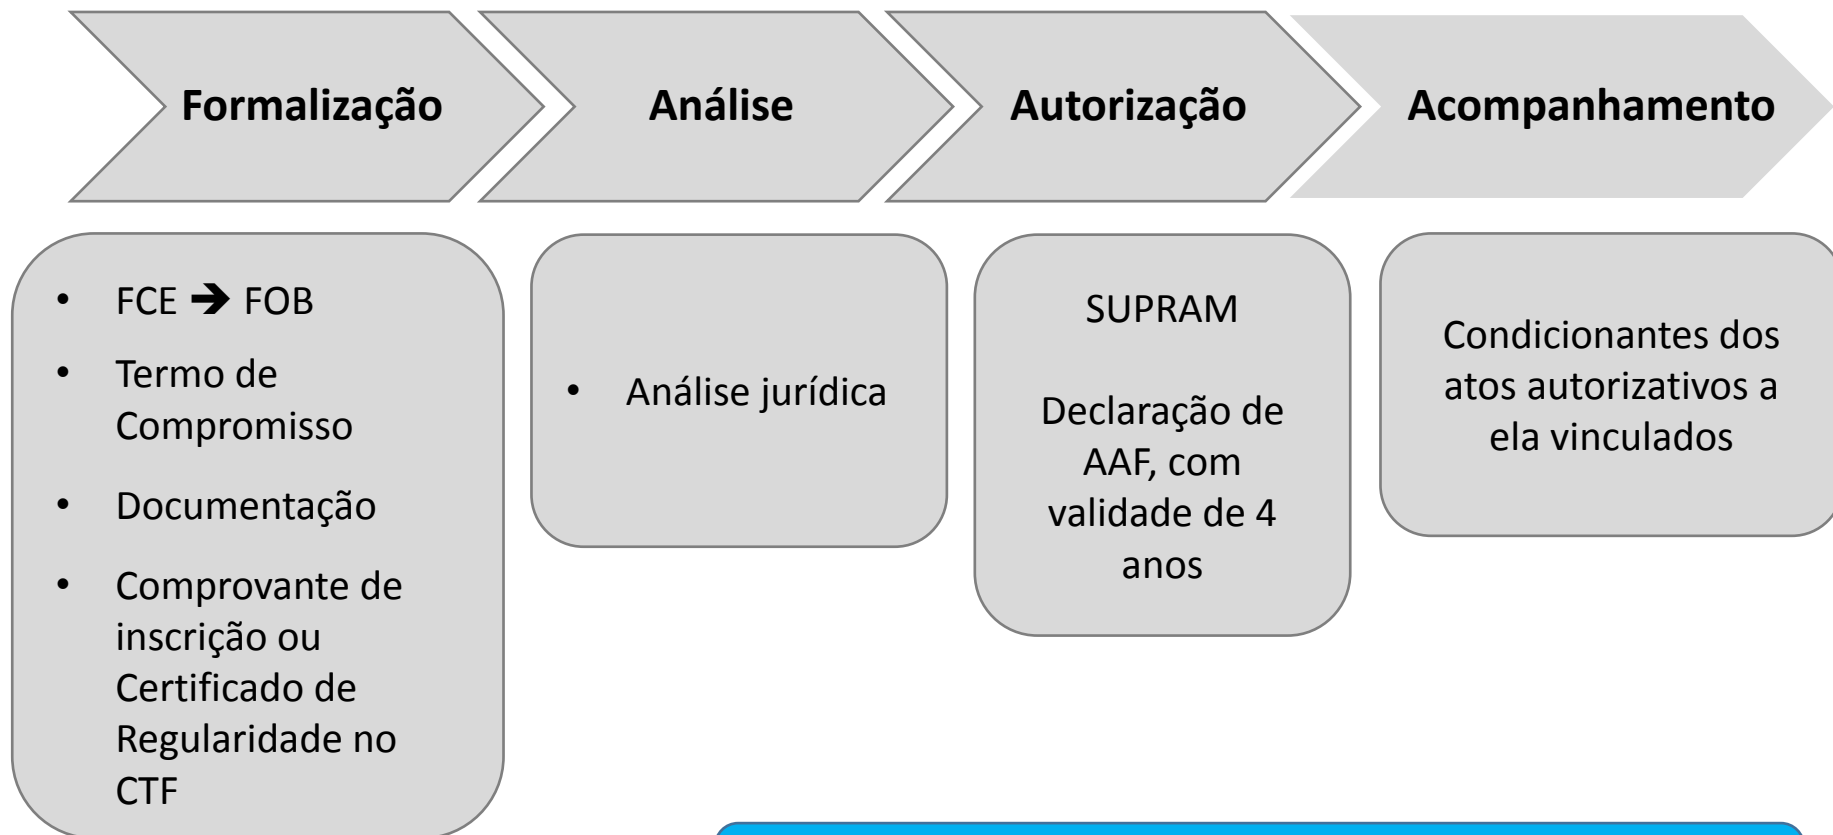 Formalização
Análise
Autorização
Acompanhamento
• FCE ➔ FOB
• Termo de
Compromisso
• Documentação
• Comprovante de
inscrição ou
Certificado de
Regularidade no
CTF
• Análise jurídica
SUPRAM
Declaração de
AAF, com
validade de 4
anos
Condicionantes dos
atos autorizativos a
ela vinculados